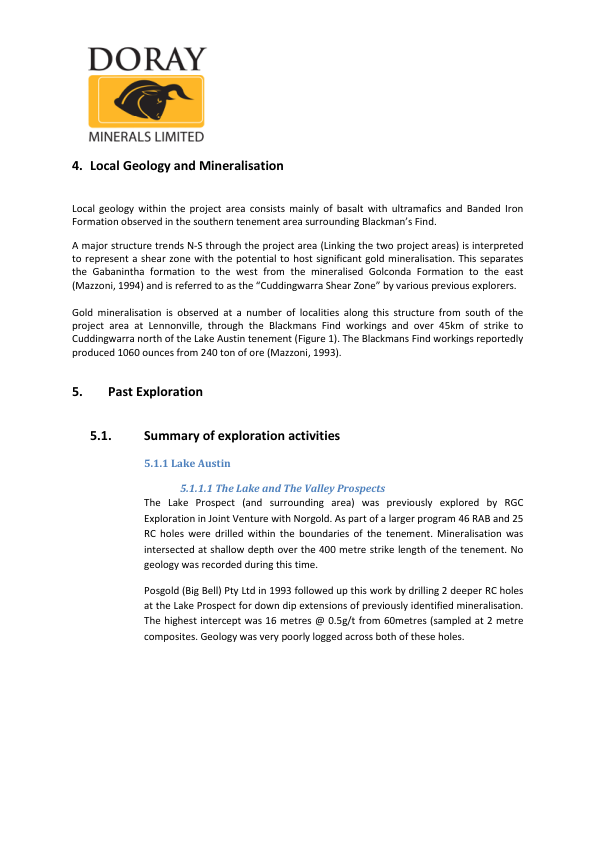 DORAY
MINERALS LIMITED
4. Local Geology and Mineralisation
Local geology within the project area consists mainly of basalt with ultramafics and Banded Iron
Formation observed in the southern tenement area surrounding Blackman’s Find.
A major structure trends N-S through the project area (Linking the two project areas) is interpreted
to represent a shear zone with the potential to host significant gold mineralisation. This separates
the Gabanintha formation to the west from the mineralised Golconda Formation to the east
(Mazzoni, 1994) and is referred to as the “Cuddingwarra Shear Zone” by various previous explorers.
Gold mineralisation is observed at a number of localities along this structure from south of the
project area at Lennonville, through the Blackmans Find workings and over 45km of strike to
Cuddingwarra north of the Lake Austin tenement (Figure 1). The Blackmans Find workings reportedly
produced 1060 ounces from 240 ton of ore (Mazzoni, 1993).
5. Past Exploration
5.1. Summary of exploration activities
5.1.1 Lake Austin
5.1.1.1 The Lake and The Valley Prospects
The Lake Prospect (and surrounding area) was previously explored by RGC
Exploration in Joint Venture with Norgold. As part of a larger program 46 RAB and 25
RC holes were drilled within the boundaries of the tenement. Mineralisation was
intersected at shallow depth over the 400 metre strike length of the tenement. No
geology was recorded during this time.
Posgold (Big Bell) Pty Ltd in 1993 followed up this work by drilling 2 deeper RC holes
at the Lake Prospect for down dip extensions of previously identified mineralisation.
The highest intercept was 16 metres @ 0.5g/t from 60metres (sampled at 2 metre
composites. Geology was very poorly logged across both of these holes.